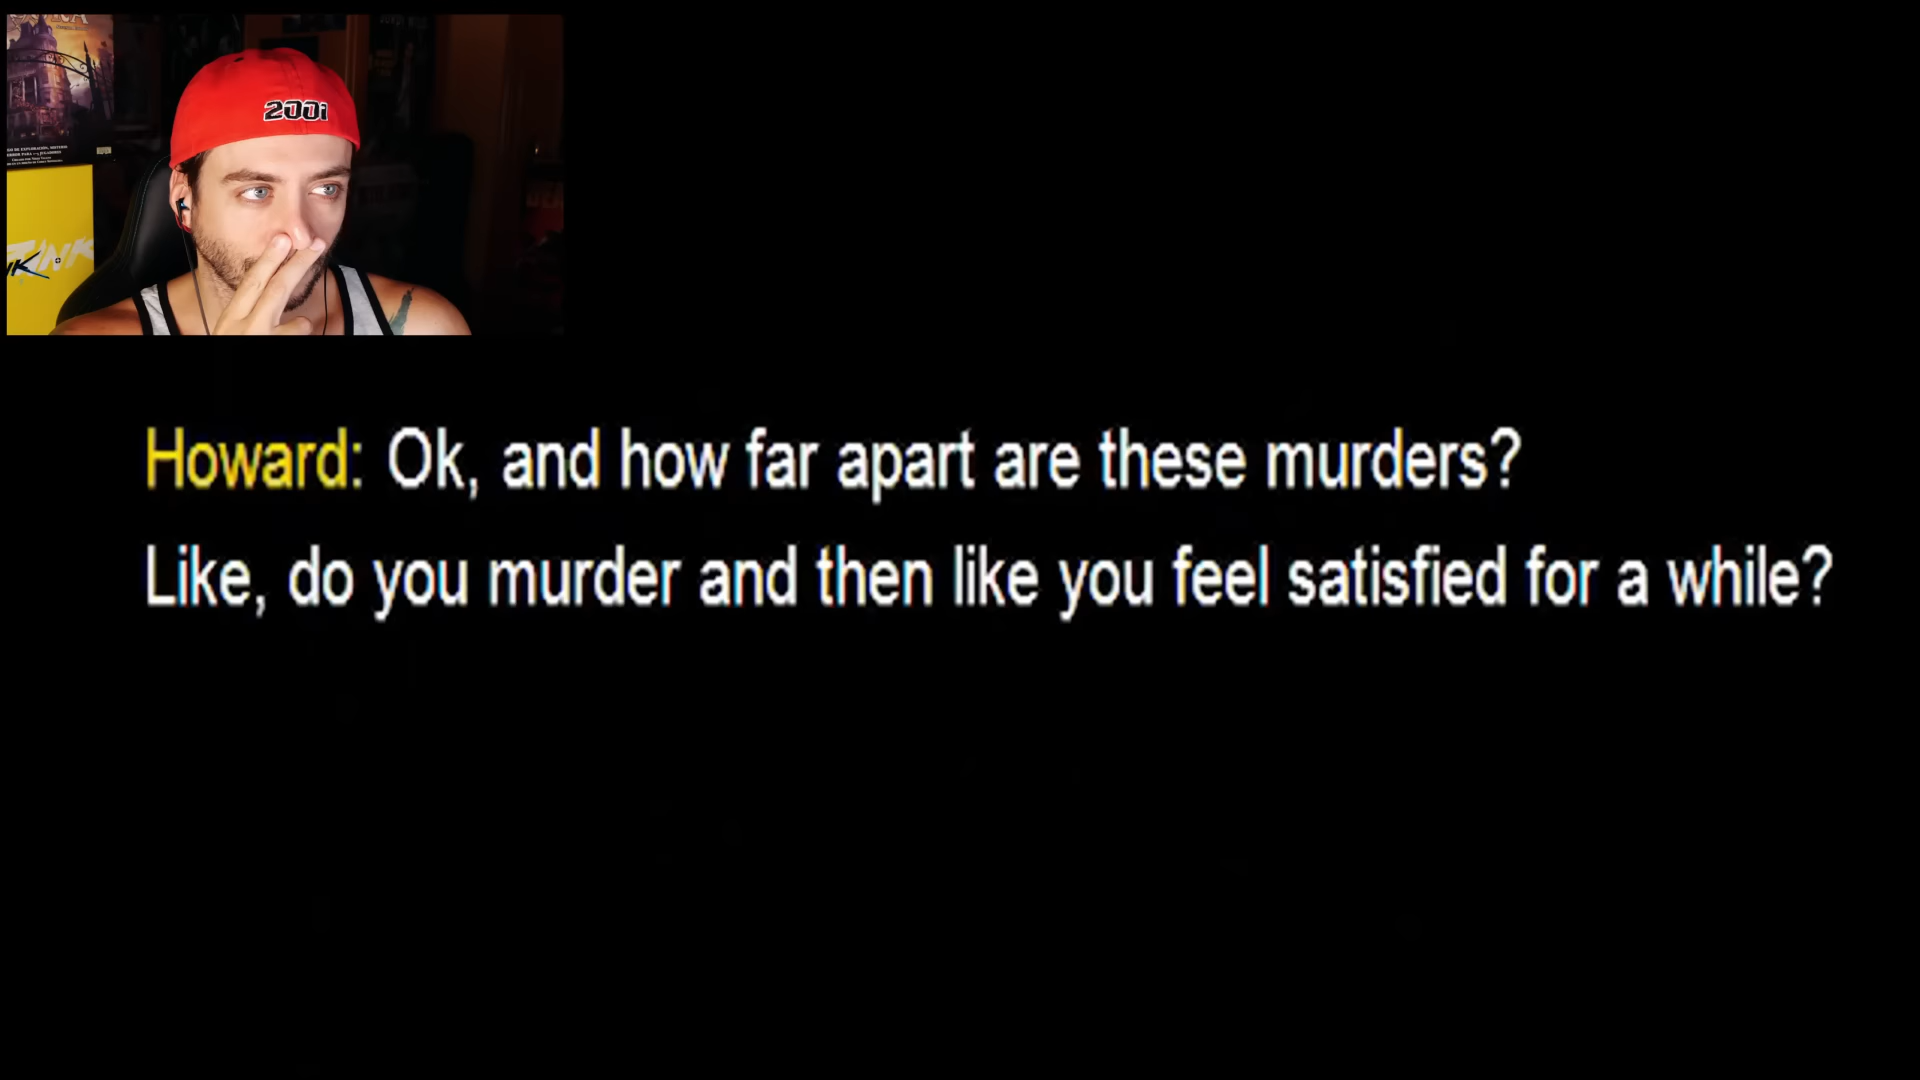 2001
Howard: Ok, and how far apart are these murders?
Like, do you murder and then like you feel satisfied for a while?